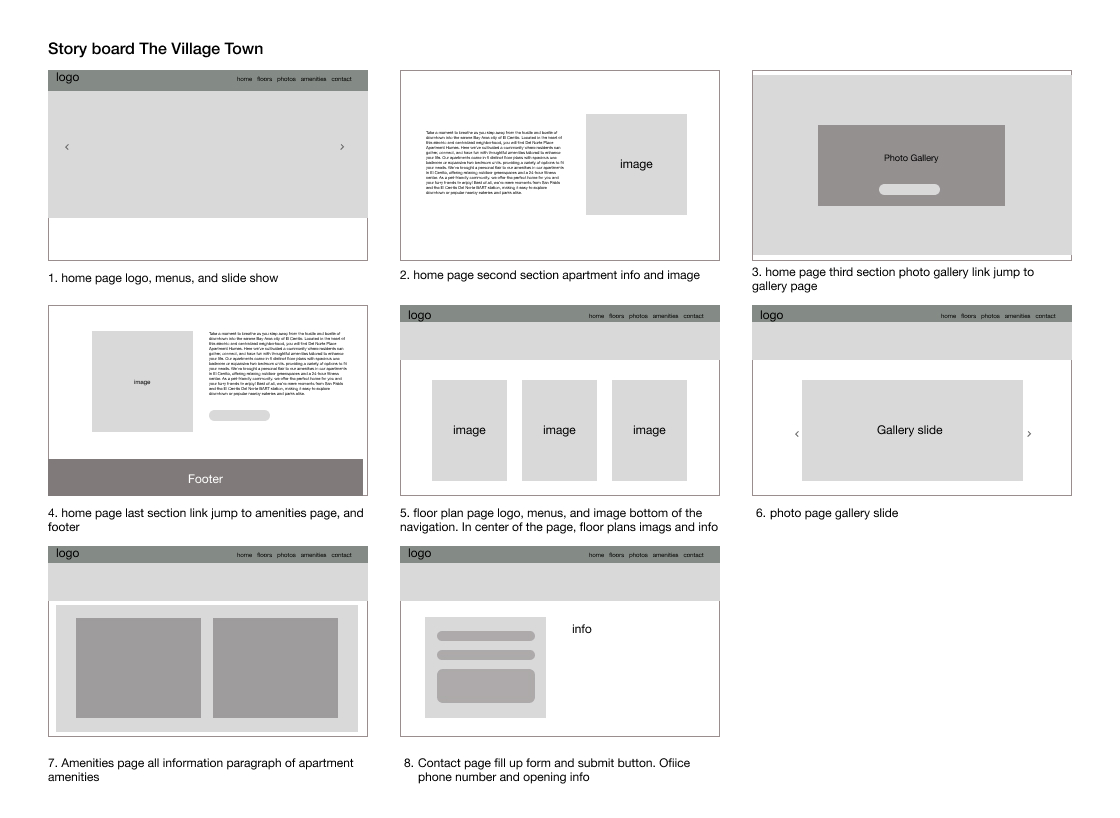 Story board The Village Town
logo
home floors photos amenities contact
‹ ›
1. home page logo, menus, and slide show
Take a moment to breathe as you step away from the hustle and bustle of
downtown into the serene Bay Area city of El Cerrito. Located in the heart of
this and centralized neighborhood, you will find Del Norte Place
Apartment Homes. Here we've cultivated a community where residents can
gather, connect, and have fun with thoughtful amenities tailored to enhance
your life. Our apartments come in distinct floor plans with spacious one
bedroom or expansive two bedroom units, providing a variety of options to fit
your needs. We've brought a personal flair to our amenities in our apartments
in El Cerrito, offering relaxing outdoor greenspaces and a 24-hour fitness
center. As a pet-friendly community, we offer the perfect home for you and
your furry friends to enjoy! Best of all, we're mere moments from San Pablo
and the El Cerrito Del Norte BART station, making it easy to explore
downtown or popular nearby eateries and parks alike.
image
2. home page second section apartment info and image
Photo Gallery
3. home page third section photo gallery link jump to
gallery page
image
Take a moment to breathe as you step away from the hustle and bustle of
downtown into the serene Bay Area city of El Cerrito. Located in the heart of
this and centralized neighborhood, you will find Del Norte Place
Apartment Homes. Here we've cultivated a community where residents can
gather, connect, and have fun with thoughtful amenities tailored to enhance
your life. Our apartments come in distinct floor plans with spacious one
bedroom or expansive two bedroom units, providing a variety of options to fit
your needs. We've brought a personal flair to our amenities in our apartments
in El Cerrito, offering relaxing outdoor greenspaces and a 24-hour fitness
center. As a pet-friendly community, we offer the perfect home for you and
your furry friends to enjoy! Best of all, we're mere moments from San Pablo
and the El Cerrito Del Norte BART station, making it easy to explore
downtown or popular nearby eateries and parks alike.
Footer
4. home page last section link jump to amenities page, and
footer
logo
home floors photos amenities contact
image image image
5. floor plan page logo, menus, and image bottom of the
navigation. In center of the page, floor plans imags and info
logo
home floors photos amenities contact
‹ Gallery slide ›
6. photo page gallery slide
logo
home floors photos amenities contact
7. Amenities page all information paragraph of apartment
amenities
logo
home floors photos amenities contact
info
8. Contact page fill up form and submit button. Ofiice
phone number and opening info